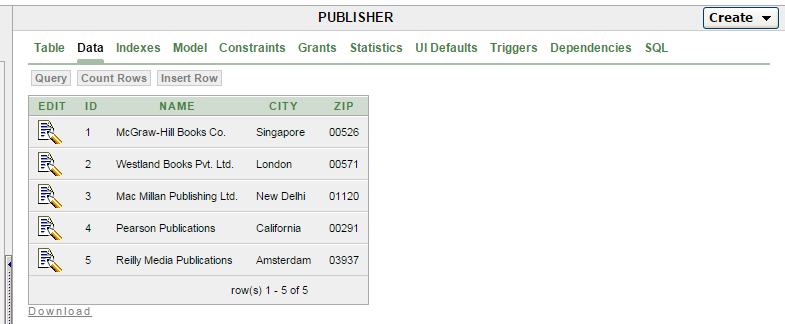 PUBLISHER
Create
Table Data Indexes Model Constraints Grants Statistics UI Defaults Triggers Dependencies SQL
Query Count Rows Insert Row
EDIT ID NAME CITY ZIP
1 McGraw-Hill Books Co. Singapore 00526
2 Westland Books Pvt. Ltd. London 00571
3 Mac Millan Publishing Ltd. New Delhi 01120
4 Pearson Publications California 00291
5 Reilly Media Publications Amsterdam 03937
row(s) 1 - 5 of 5
Download